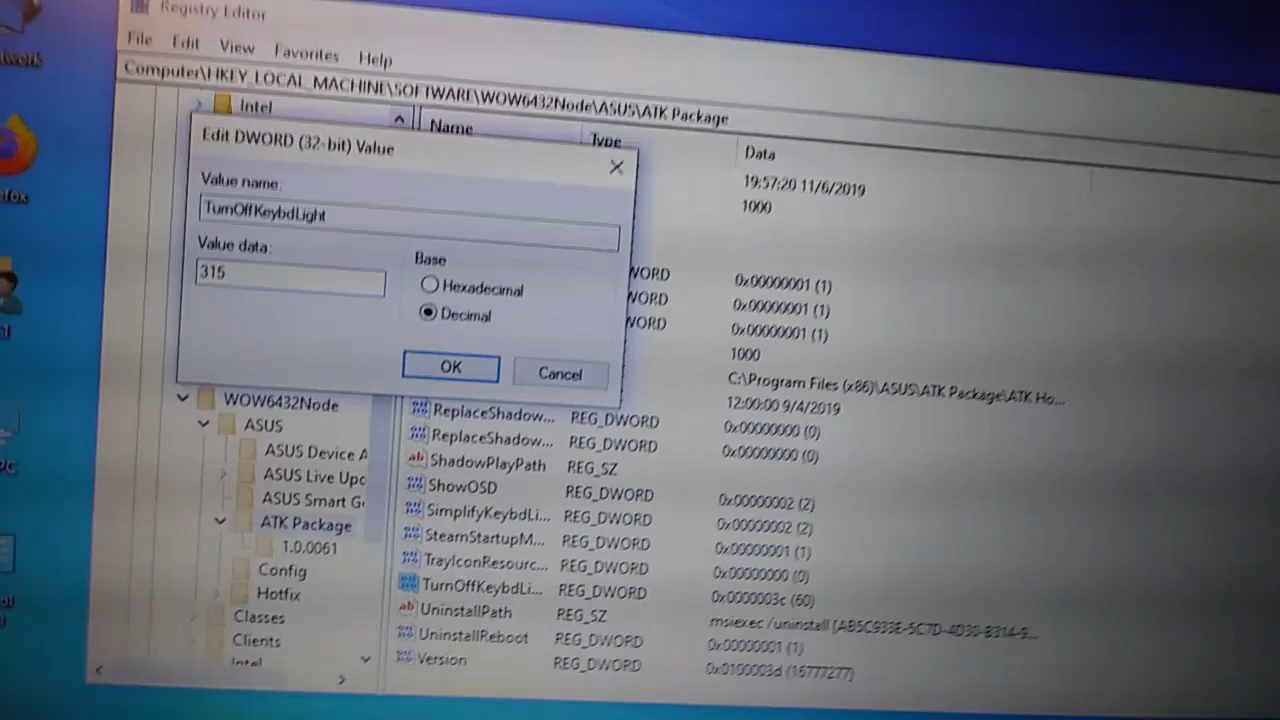 Registry Editor
File Edit View Favorites Help
Computer\HKEY_LOCAL_MACHINE\SOFTWARE\WOW6432Node\ASUS\ATK Package
Intel
Name Type Data
Edit DWORD (32-bit) Value
Value name:
TurnOffKeybdLight
Value data:
315
Base
Hexadecimal
Decimal
OK Cancel
19:57:20 11/6/2019
1000
WORD 0x00000001 (1)
WORD 0x00000001 (1)
WORD 0x00000001 (1)
1000
C:\Program Files (x86)\ASUS\ATK Package\ATK Ho...
12:00:00 9/4/2019
WOW6432Node
ASUS
ASUS Device A
ASUS Live Upc
ASUS Smart G
ATK Package
1.0.0061
Config
Hotfix
Classes
Clients
Intel
ReplaceShadow... REG_DWORD 0x00000000 (0)
ReplaceShadow... REG_DWORD 0x00000000 (0)
ShadowPlayPath REG_SZ
ShowOSD REG_DWORD 0x00000002 (2)
SimplifyKeybdLi... REG_DWORD 0x00000002 (2)
SteamStartupM... REG_DWORD 0x00000001 (1)
TrayIconResourc... REG_DWORD 0x00000000 (0)
TurnOffKeybdLi... REG_DWORD 0x0000003c (60)
UninstallPath REG_SZ msiexec /uninstall
UninstallReboot REG_DWORD 0x00000001 (1)
Version REG_DWORD 0x0100003d (16777277)